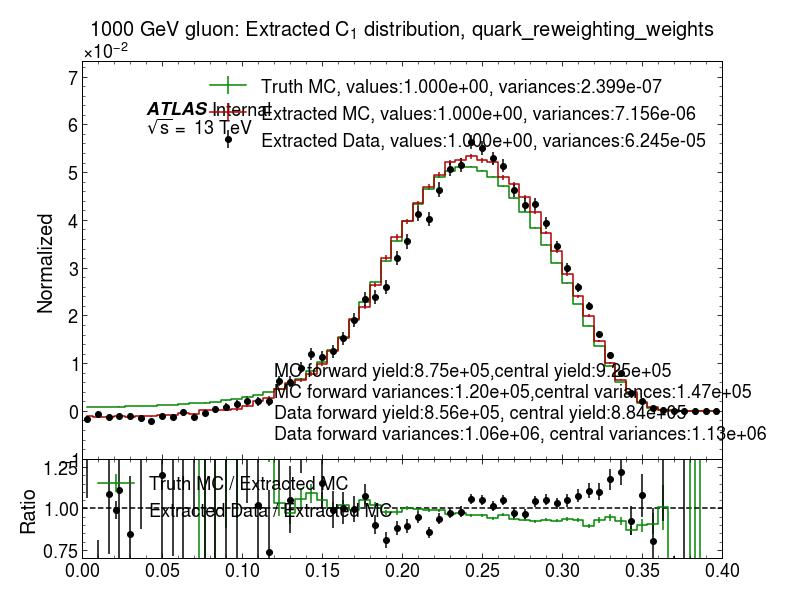 1000 GeV gluon: Extracted C₁ distribution, quark_reweighting_weights
×10⁻²
Truth MC, values:1.000e+00, variances:2.399e-07
ATLAS Internal
Extracted MC, values:1.000e+00, variances:7.156e-06
√s = 13 TeV
Extracted Data, values:1.000e+00, variances:6.245e-05
Normalized
7
6
5
4
3
2
1
0
1
MC forward yield:8.75e+05,central yield:9.25e+05
MC forward variances:1.20e+05,central variances:1.47e+05
Data forward yield:8.56e+05, central yield:8.84e+05
Data forward variances:1.06e+06, central variances:1.13e+06
Ratio
1.25
1.00
0.75
Truth MC / Extracted MC
Extracted Data / Extracted MC
0.00 0.05 0.10 0.15 0.20 0.25 0.30 0.35 0.40